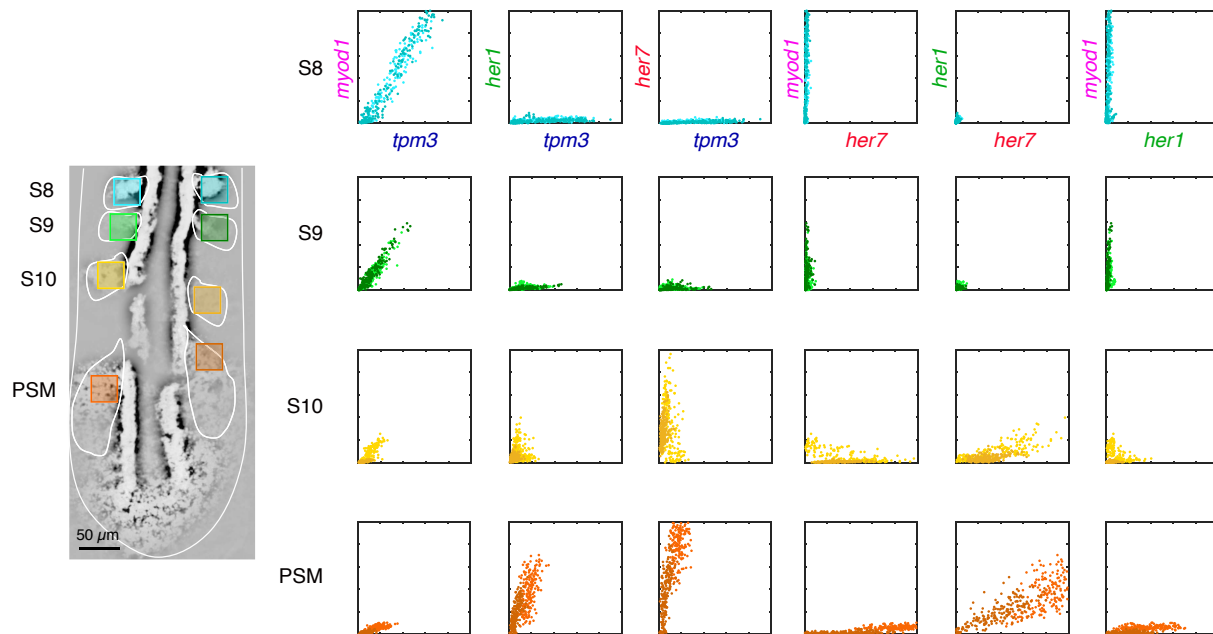 S8
myod1
her1
her7
myod1
her1
myod1
tpm3
tpm3
tpm3
her7
her7
her1
S8
S9
S10
PSM
50 µm
S9
S10
PSM